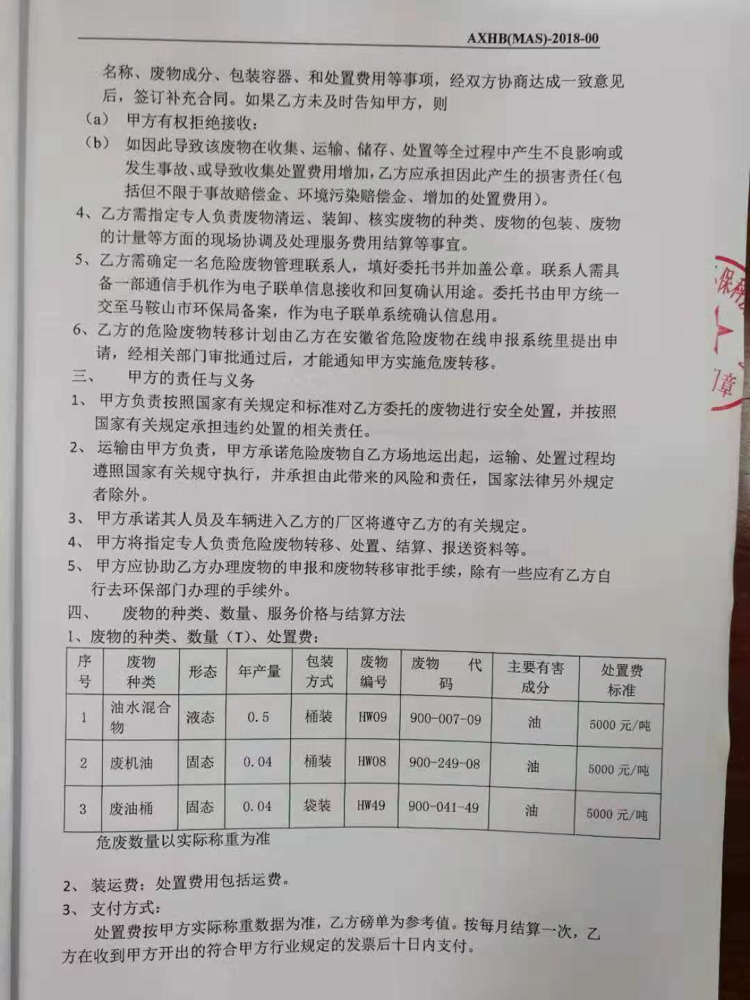 AXHB(MAS)-2018-00
名称、废物成分、包装容器、和处置费用等事项，经双方协商达成一致意见
后，签订补充合同。如果乙方未及时告知甲方，则
（a） 甲方有权拒绝接收；
（b） 如因此导致该废物在收集、运输、储存、处置等全过程中产生不良影响或
发生事故、或导致收集处置费用增加，乙方应承担因此产生的损害责任（包
括但不限于事故赔偿金、环境污染赔偿金、增加的处置费用）。
4、乙方需指定专人负责废物清运、装卸、核实废物的种类、废物的包装、废物
的计量等方面的现场协调及处理服务费用结算等事宜。
5、乙方需确定一名危险废物管理联系人，填好委托书并加盖公章。联系人需具
备一部通信手机作为电子联单信息接收和回复确认用途。委托书由甲方统一
交至马鞍山市环保局备案，作为电子联单系统确认信息用。
6、乙方的危险废物转移计划由乙方在安徽省危险废物在线申报系统里提出申
请，经相关部门审批通过后，才能通知甲方实施危废转移。
三、 甲方的责任与义务
1、 甲方负责按照国家有关规定和标准对乙方委托的废物进行安全处置，并按照
国家有关规定承担违约处置的相关责任。
2、 运输由甲方负责，甲方承诺危险废物自乙方场地运出起，运输、处置过程均
遵照国家有关规守执行，并承担由此带来的风险和责任，国家法律另外规定
者除外。
3、 甲方承诺其人员及车辆进入乙方的厂区将遵守乙方的有关规定。
4、 甲方将指定专人负责危险废物转移、处置、结算、报送资料等。
5、 甲方应协助乙方办理废物的申报和废物转移审批手续，除有一些应有乙方自
行去环保部门办理的手续外。
四、 废物的种类、数量、服务价格与结算方法
1、废物的种类、数量（T）、处置费：
序号 废物种类 形态 年产量 包装方式 废物编号 废物 代码 主要有害成分 处置费标准
1 油水混合物 液态 0.5 桶装 HW09 900-007-09 油 5000 元/吨
2 废机油 固态 0.04 桶装 HW08 900-249-08 油 5000 元/吨
3 废油桶 固态 0.04 袋装 HW49 900-041-49 油 5000 元/吨
危废数量以实际称重为准
2、 装运费：处置费用包括运费。
3、 支付方式：
处置费按甲方实际称重数据为准，乙方磅单为参考值。按每月结算一次，乙
方在收到甲方开出的符合甲方行业规定的发票后十日内支付。
保
章